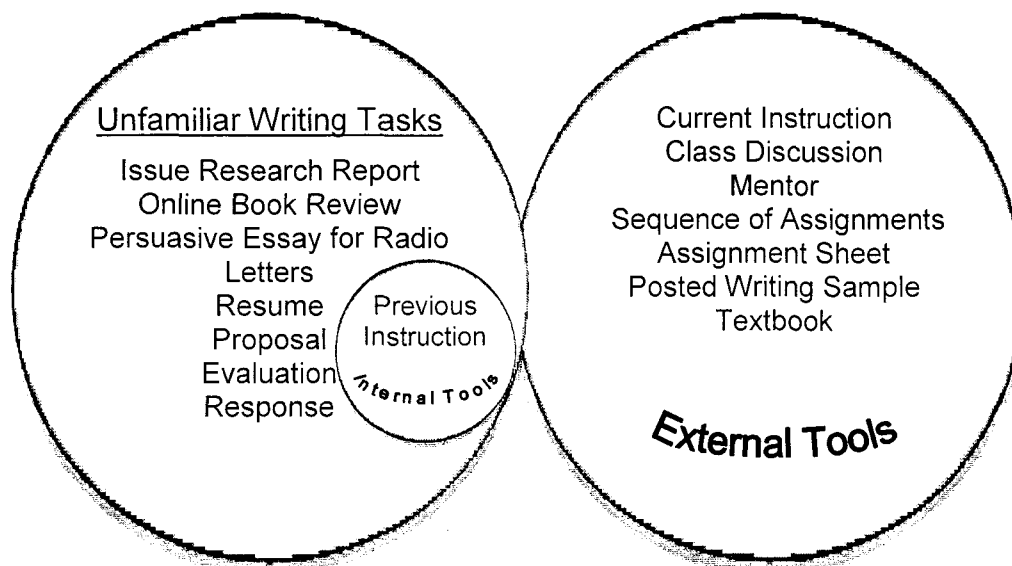 Unfamiliar Writing Tasks
Issue Research Report
Online Book Review
Persuasive Essay for Radio
Letters
Resume
Proposal
Evaluation
Response
Previous
Instruction
Internal Tools
Current Instruction
Class Discussion
Mentor
Sequence of Assignments
Assignment Sheet
Posted Writing Sample
Textbook
External Tools